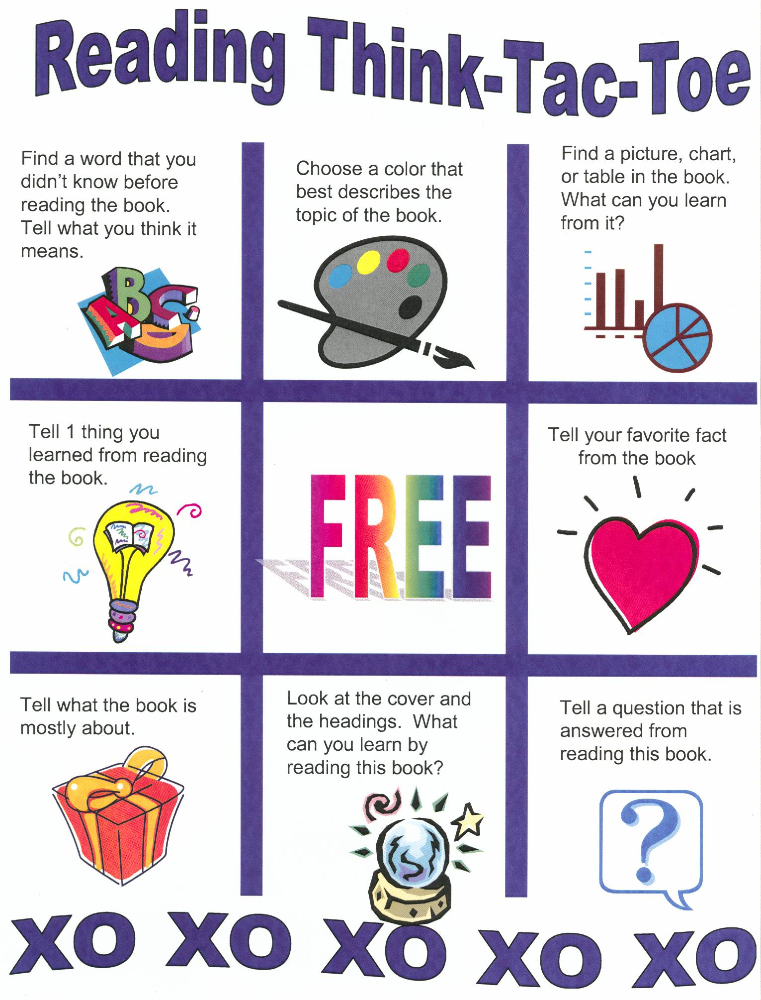 Reading Think-Tac-Toe
Find a word that you
didn't know before
reading the book.
Tell what you think it
means.
ABC
Choose a color that
best describes the
topic of the book.
Find a picture, chart,
or table in the book.
What can you learn
from it?
Tell 1 thing you
learned from reading
the book.
FREE
Tell your favorite fact
from the book
Tell what the book is
mostly about.
Look at the cover and
the headings.  What
can you learn by
reading this book?
Tell a question that is
answered from
reading this book.
?
XO XO XO XO XO